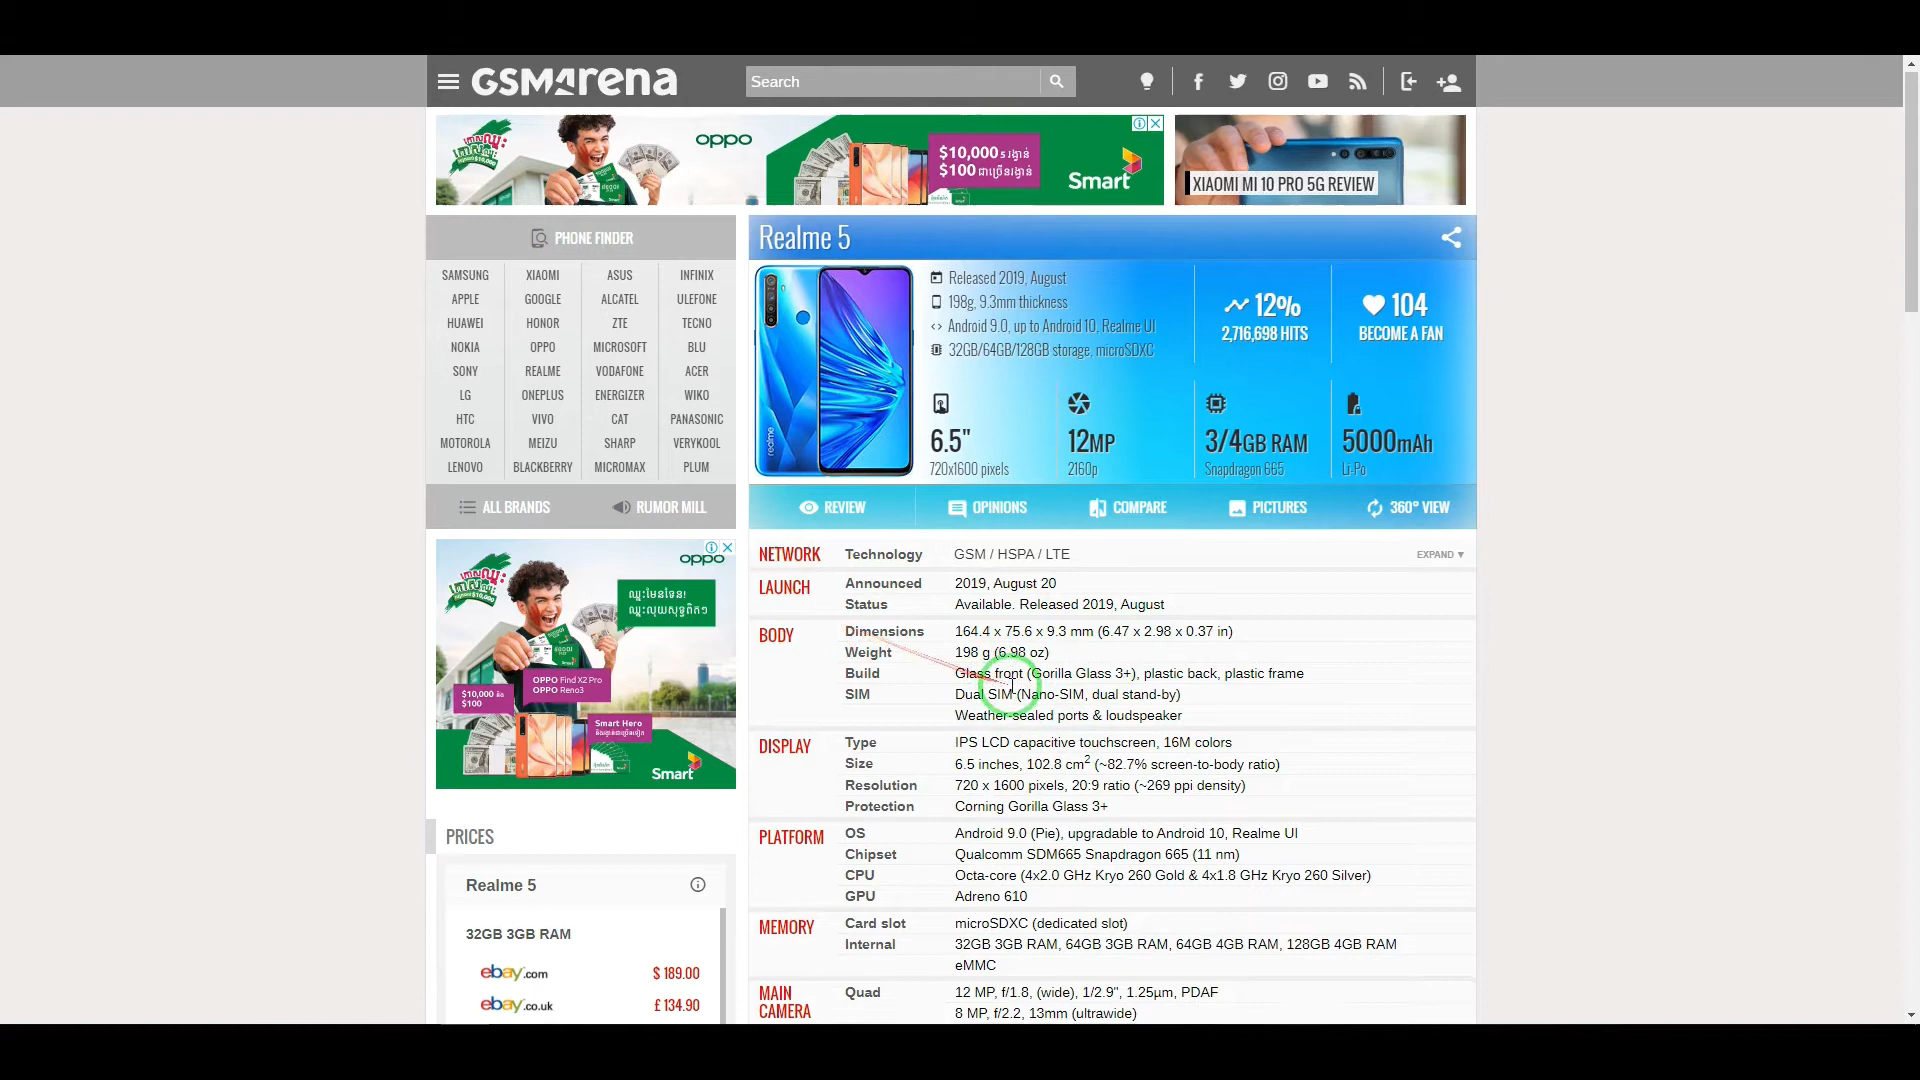 GSMArena
Search
OPPO
$10,000
$100
Smart
XIAOMI MI 10 PRO 5G REVIEW
PHONE FINDER
SAMSUNG XIAOMI ASUS INFINIX
APPLE GOOGLE ALCATEL ULEFONE
HUAWEI HONOR ZTE TECNO
NOKIA OPPO MICROSOFT BLU
SONY REALME VODAFONE ACER
LG ONEPLUS ENERGIZER WIKO
HTC VIVO CAT PANASONIC
MOTOROLA MEIZU SHARP VERYKOOL
LENOVO BLACKBERRY MICROMAX PLUM
ALL BRANDS RUMOR MILL
Realme 5
Released 2019, August
198g, 9.3mm thickness
Android 9.0, up to Android 10, Realme UI
32GB/64GB/128GB storage, microSDXC
12%
2,716,698 HITS
104
BECOME A FAN
realme
6.5"
720x1600 pixels
12MP
2160p
3/4GB RAM
Snapdragon 665
5000mAh
Li-Po
REVIEW OPINIONS COMPARE PICTURES 360° VIEW
NETWORK Technology GSM / HSPA / LTE EXPAND ▼
LAUNCH Announced 2019, August 20
Status Available. Released 2019, August
BODY Dimensions 164.4 x 75.6 x 9.3 mm (6.47 x 2.98 x 0.37 in)
Weight 198 g (6.98 oz)
Build Glass front (Gorilla Glass 3+), plastic back, plastic frame
SIM Dual SIM (Nano-SIM, dual stand-by)
Weather-sealed ports & loudspeaker
DISPLAY Type IPS LCD capacitive touchscreen, 16M colors
Size 6.5 inches, 102.8 cm2 (~82.7% screen-to-body ratio)
Resolution 720 x 1600 pixels, 20:9 ratio (~269 ppi density)
Protection Corning Gorilla Glass 3+
PLATFORM OS Android 9.0 (Pie), upgradable to Android 10, Realme UI
Chipset Qualcomm SDM665 Snapdragon 665 (11 nm)
CPU Octa-core (4x2.0 GHz Kryo 260 Gold & 4x1.8 GHz Kryo 260 Silver)
GPU Adreno 610
MEMORY Card slot microSDXC (dedicated slot)
Internal 32GB 3GB RAM, 64GB 3GB RAM, 64GB 4GB RAM, 128GB 4GB RAM
eMMC
MAIN CAMERA Quad 12 MP, f/1.8, (wide), 1/2.9", 1.25µm, PDAF
8 MP, f/2.2, 13mm (ultrawide)
OPPO
OPPO Find X2 Pro
OPPO Reno3
$10,000
$100
Smart Hero
Smart
PRICES
Realme 5
32GB 3GB RAM
ebay.com $ 189.00
ebay.co.uk £ 134.90